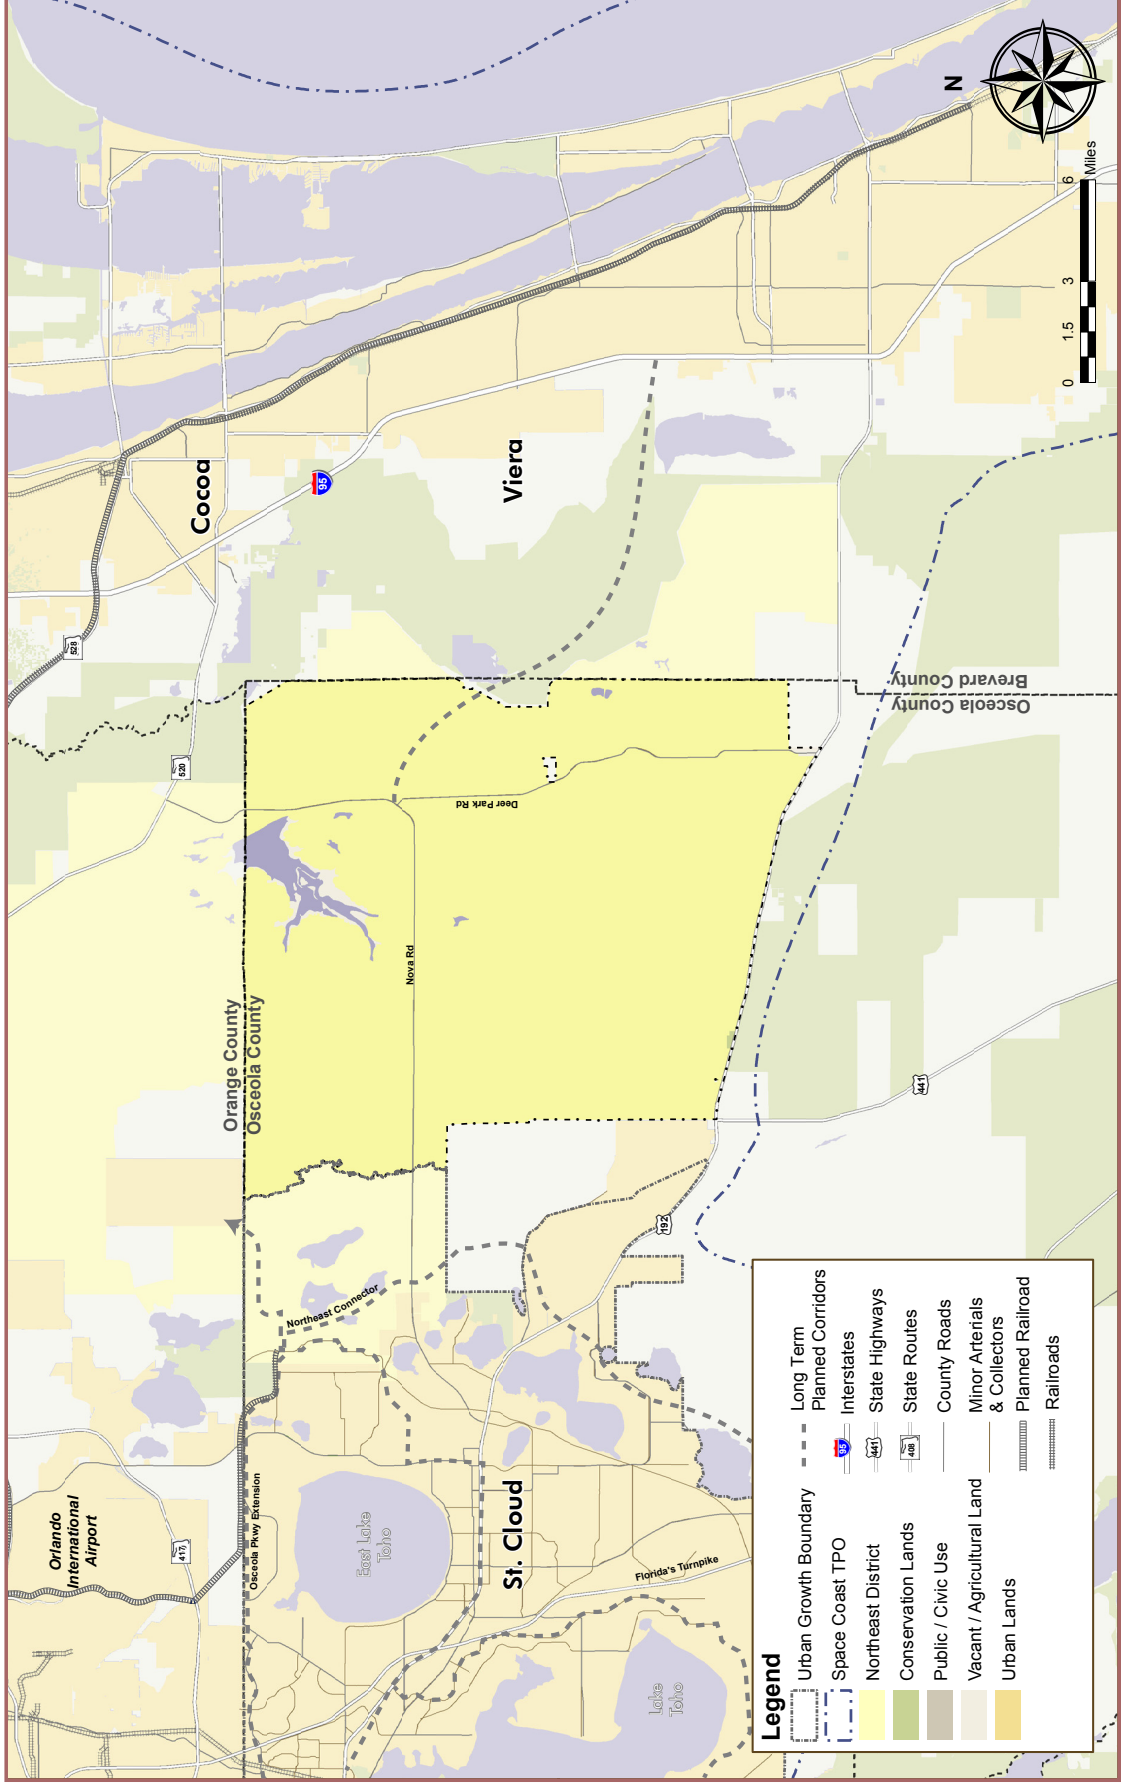 N
Cocoa
Viera
95
528
520
Brevard County
Osceola County
Orange County
Osceola County
Deer Park Rd
Nova Rd
441
192
Northeast Connector
Orlando
International
Airport
417
Osceola Pkwy Extension
East Lake
Toho
St. Cloud
Florida's Turnpike
Lake
Toho
0
1.5
3
6
Miles
Legend
Urban Growth Boundary
Space Coast TPO
Northeast District
Conservation Lands
Public / Civic Use
Vacant / Agricultural Land
Urban Lands
Long Term
Planned Corridors
95
Interstates
441
State Highways
408
State Routes
County Roads
Minor Arterials
& Collectors
Planned Railroad
Railroads